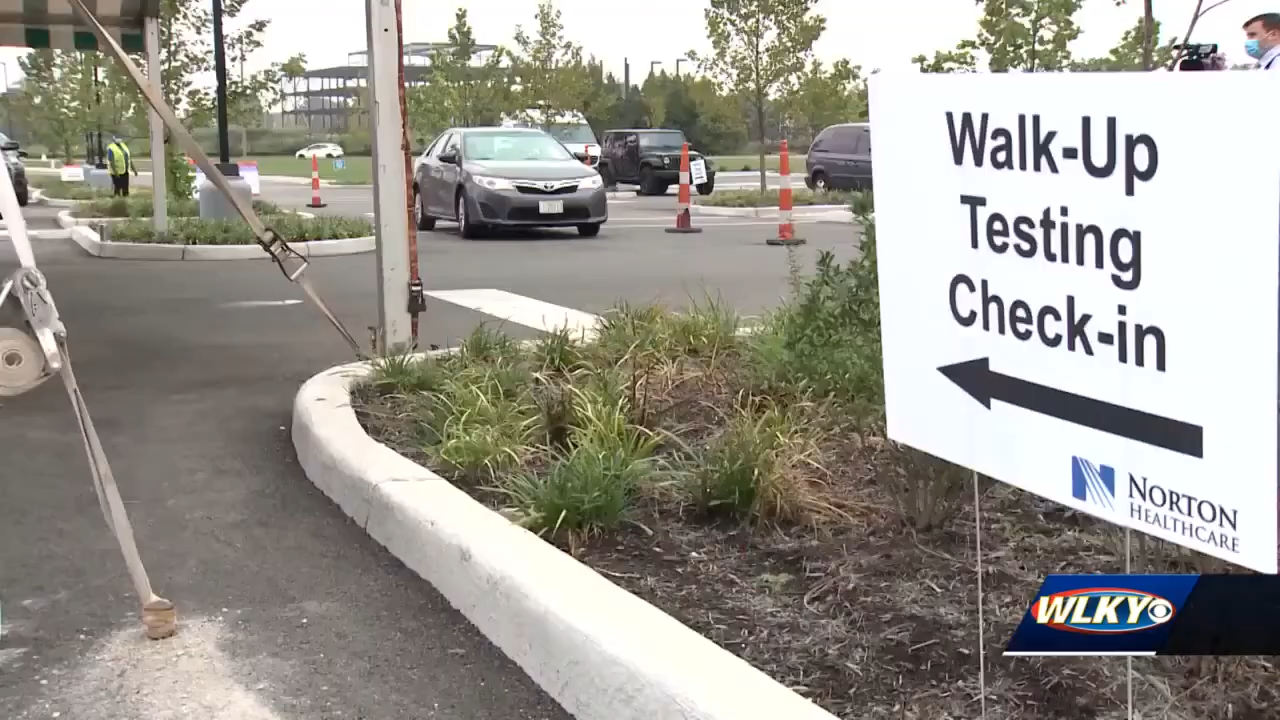 Walk-Up
Testing
Check-in
NORTON
HEALTHCARE
WLKY